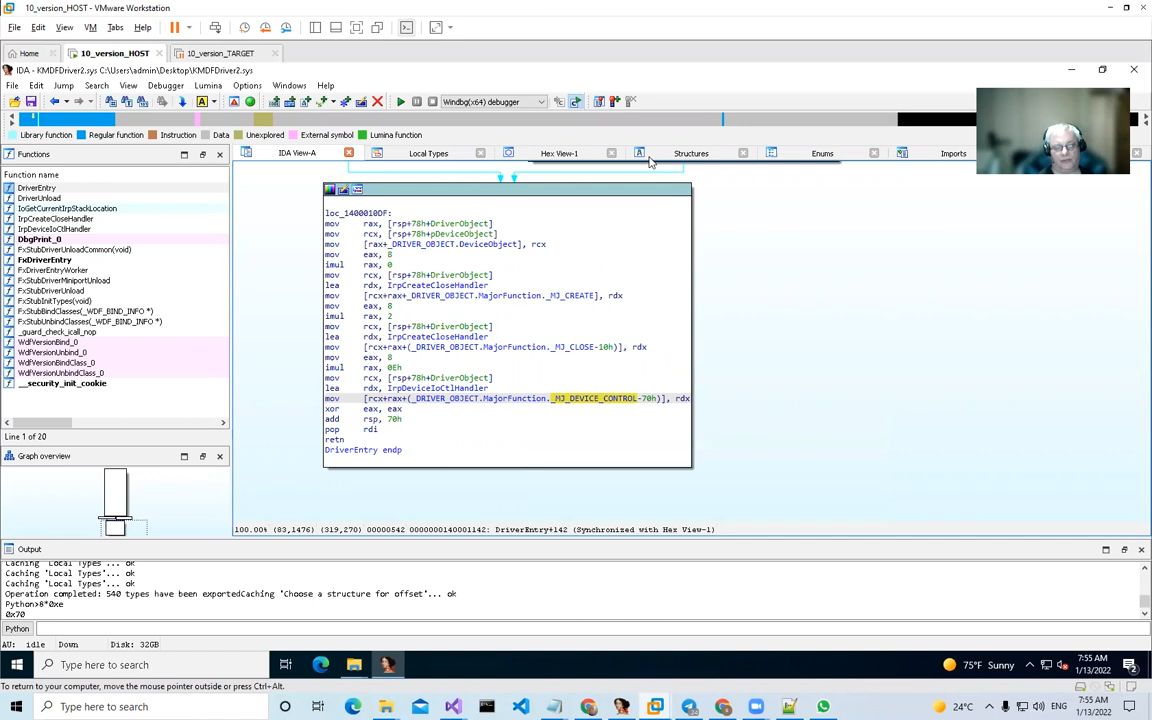 10_version_HOST - VMware Workstation
File Edit View VM Tabs Help
Home 10_version_HOST 10_version_TARGET
IDA - KMDFDriver2.sys C:\Users\admin\Desktop\KMDFDriver2.sys
File Edit Jump Search View Debugger Lumina Options Windows Help
Windbg(x64) debugger
Library function Regular function Instruction Data Unexplored External symbol Lumina function
Functions
IDA View-A Local Types Hex View-1 Structures Enums Imports
Function name
DriverEntry
DriverUnload
IoGetCurrentIrpStackLocation
IrpCreateCloseHandler
IrpDeviceIoCtlHandler
DbgPrint_0
FxStubDriverUnloadCommon(void)
FxDriverEntry
FxDriverEntryWorker
FxStubDriverMiniportUnload
FxStubDriverUnload
FxStubInitTypes(void)
FxStubBindClasses(_WDF_BIND_INFO *)
FxStubUnbindClasses(_WDF_BIND_INFO *)
_guard_check_icall_nop
WdfVersionBind_0
WdfVersionUnbind_0
WdfVersionBindClass_0
WdfVersionUnbindClass_0
__security_init_cookie
Line 1 of 20
Graph overview
loc_1400010DF:
mov rax, [rsp+78h+DriverObject]
mov rcx, [rsp+78h+pDeviceObject]
mov [rax+_DRIVER_OBJECT.DeviceObject], rcx
mov eax, 8
imul rax, 0
mov rcx, [rsp+78h+DriverObject]
lea rdx, IrpCreateCloseHandler
mov [rcx+rax+_DRIVER_OBJECT.MajorFunction._MJ_CREATE], rdx
mov eax, 8
imul rax, 2
mov rcx, [rsp+78h+DriverObject]
lea rdx, IrpCreateCloseHandler
mov [rcx+rax+(_DRIVER_OBJECT.MajorFunction._MJ_CLOSE-10h)], rdx
mov eax, 8
imul rax, 0Eh
mov rcx, [rsp+78h+DriverObject]
lea rdx, IrpDeviceIoCtlHandler
mov [rcx+rax+(_DRIVER_OBJECT.MajorFunction._MJ_DEVICE_CONTROL-70h)], rdx
xor eax, eax
add rsp, 70h
pop rdi
retn
DriverEntry endp
100.00% (83,1476) (319,270) 00000542 0000000140001142: DriverEntry+142 (Synchronized with Hex View-1)
Output
Caching 'Local Types'... ok
Caching 'Local Types'... ok
Caching 'Local Types'... ok
Operation completed: 540 types have been exportedCaching 'Choose a structure for offset'... ok
Python>8*0xe
0x70
Python
AU: idle Down Disk: 32GB
Type here to search
75°F Sunny
7:55 AM
1/13/2022
2
To return to your computer, move the mouse pointer outside or press Ctrl+Alt.
Type here to search
24°C
ENG
7:55 AM
1/13/2022